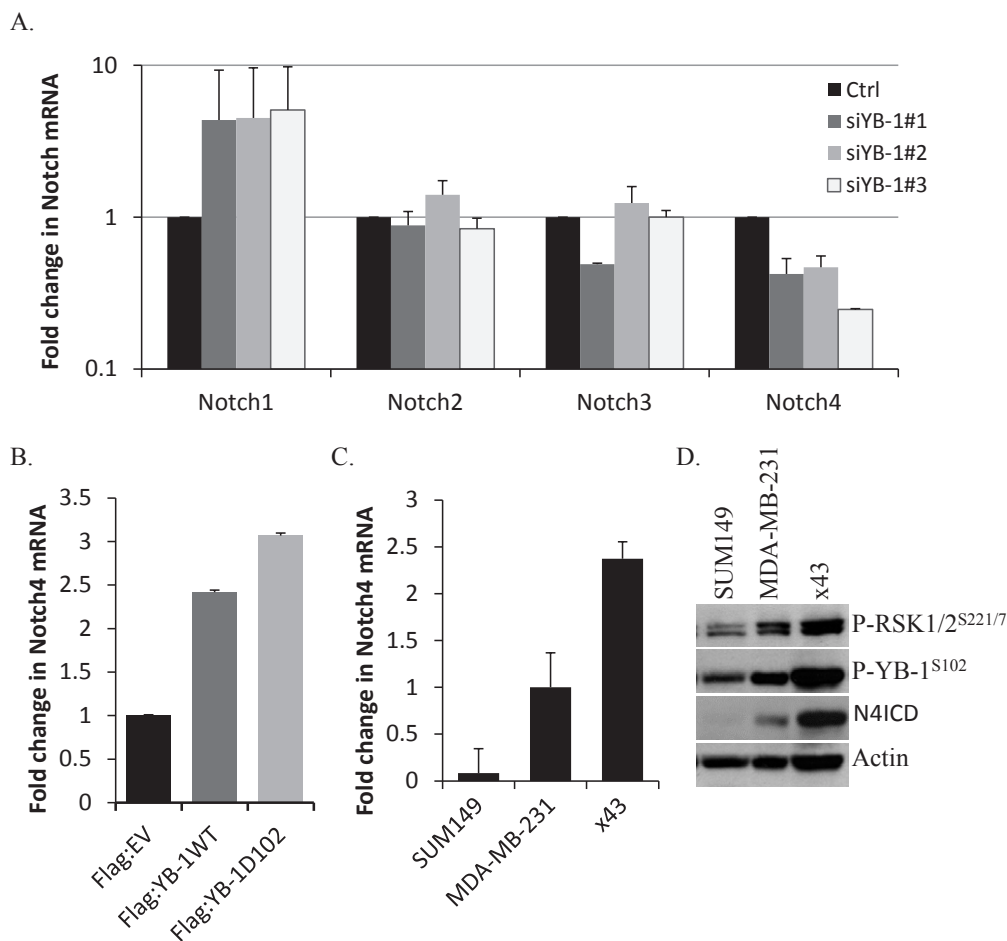 A.
Fold change in Notch mRNA
10
1
0.1
Ctrl
siYB-1#1
siYB-1#2
siYB-1#3
Notch1 Notch2 Notch3 Notch4
B.
Fold change in Notch4 mRNA
3.5
3
2.5
2
1.5
1
0.5
0
Flag:EV
Flag:YB-1WT
Flag:YB-1D102
C.
Fold change in Notch4 mRNA
3
2.5
2
1.5
1
0.5
0
SUM149
MDA-MB-231
x43
D.
SUM149
MDA-MB-231
x43
P-RSK1/2S221/7
P-YB-1S102
N4ICD
Actin